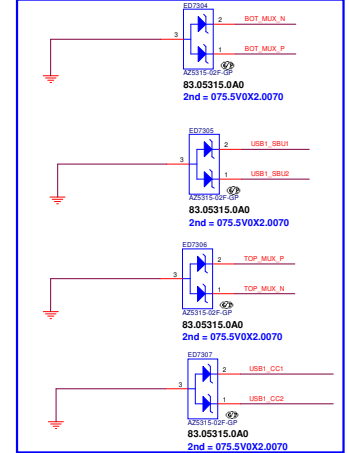 ED7304
3
2
BOT_MUX_N
1
BOT_MUX_P
AZ5315-02F-GP
83.05315.0A0
2nd = 075.5V0X2.0070
ED7305
3
2
USB1_SBU1
1
USB1_SBU2
AZ5315-02F-GP
83.05315.0A0
2nd = 075.5V0X2.0070
ED7306
3
2
TOP_MUX_P
1
TOP_MUX_N
AZ5315-02F-GP
83.05315.0A0
2nd = 075.5V0X2.0070
ED7307
3
2
USB1_CC1
1
USB1_CC2
AZ5315-02F-GP
83.05315.0A0
2nd = 075.5V0X2.0070